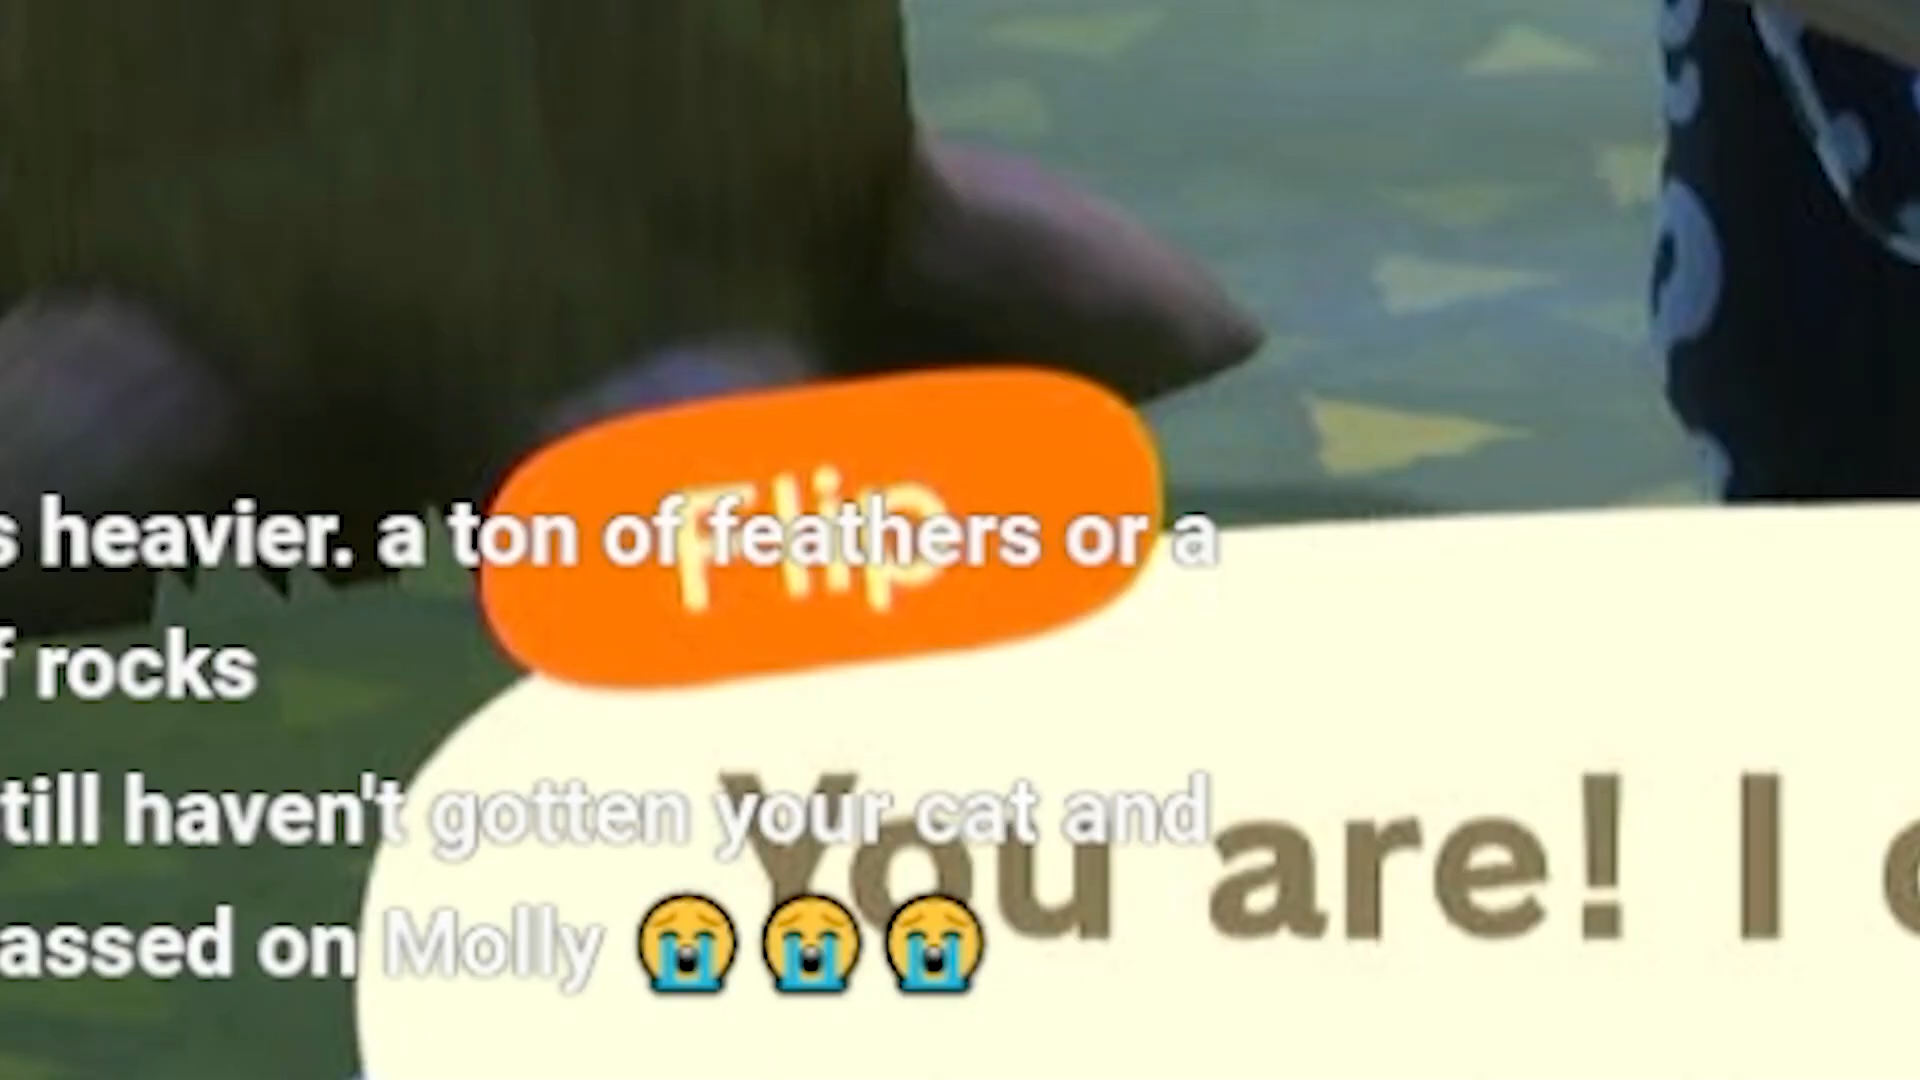 Flip
s heavier. a ton of feathers or a
f rocks
till haven't gotten your cat and
assed on Molly 😭😭😭
You are! I